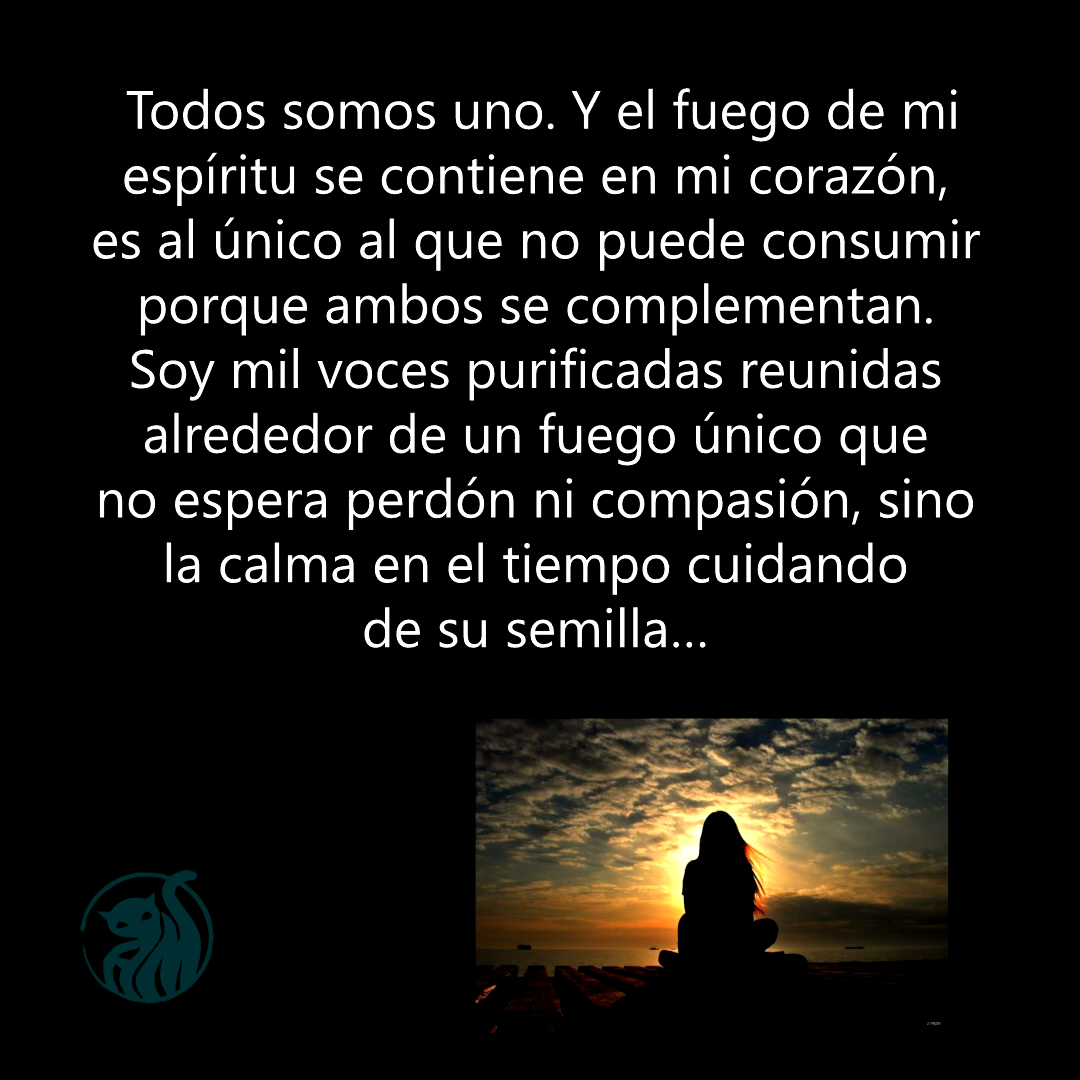 Todos somos uno. Y el fuego de mi
espíritu se contiene en mi corazón,
es al único al que no puede consumir
porque ambos se complementan.
Soy mil voces purificadas reunidas
alrededor de un fuego único que
no espera perdón ni compasión, sino
la calma en el tiempo cuidando
de su semilla...